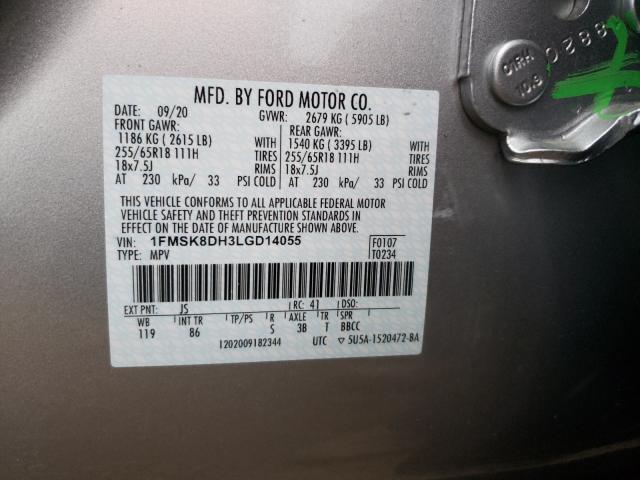 MFD. BY FORD MOTOR CO.
DATE: 09/20 GVWR: 2679 KG ( 5905 LB)
FRONT GAWR: REAR GAWR:
1186 KG ( 2615 LB) WITH 1540 KG ( 3395 LB) WITH
255/65R18 111H TIRES 255/65R18 111H TIRES
18x7.5J RIMS 18x7.5J RIMS
AT 230 kPa/ 33 PSI COLD AT 230 kPa/ 33 PSI COLD
THIS VEHICLE CONFORMS TO ALL APPLICABLE FEDERAL MOTOR
VEHICLE SAFETY AND THEFT PREVENTION STANDARDS IN
EFFECT ON THE DATE OF MANUFACTURE SHOWN ABOVE.
VIN: 1FMSK8DH3LGD14055 F0107
TYPE: MPV T0234
EXT PNT: JS RC: 41 DSO:
WB INT TR TP/PS R AXLE TR SPR
119 86 S 3B T BBCC
1202009182344 UTC ▽ 5U5A-1520472-BA